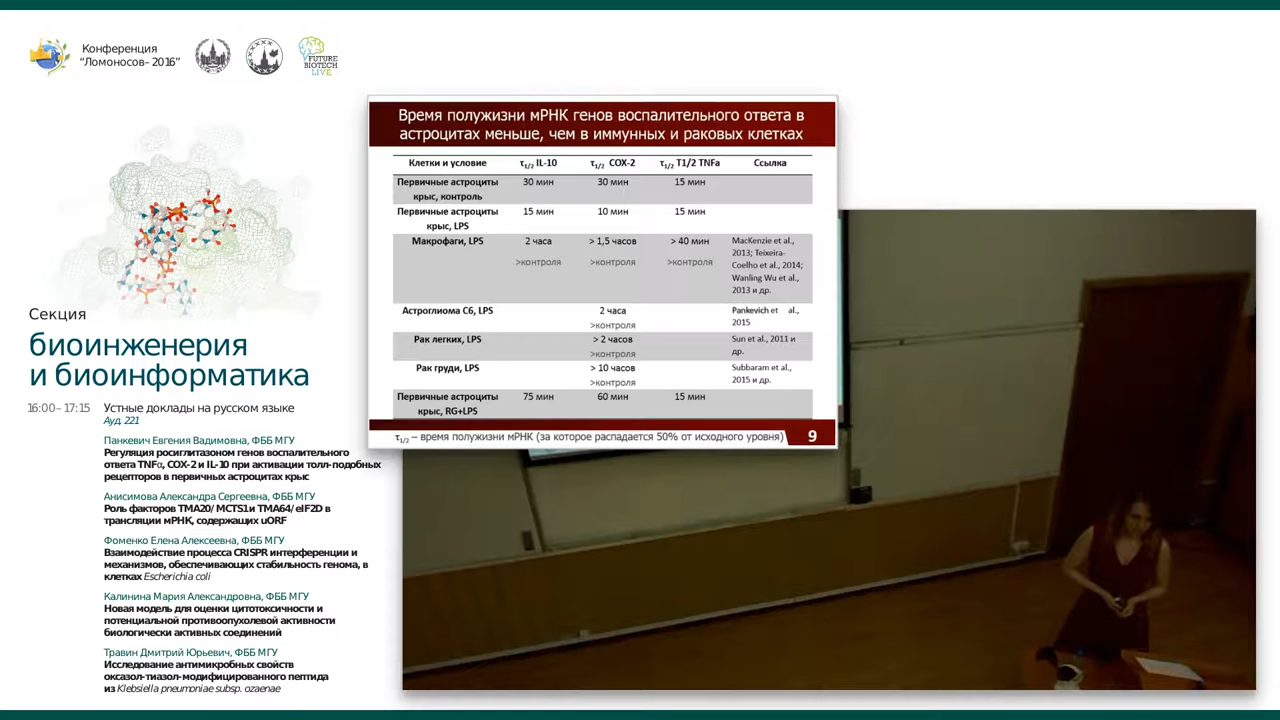 Конференция
“Ломоносов–2016”
FUTURE
BIOTECH
LIVE
Время полужизни мРНК генов воспалительного ответа в
астроцитах меньше, чем в иммунных и раковых клетках
Клетки и условие τ1/2 IL-10 τ1/2 COX-2 τ1/2 T1/2 TNFa Ссылка
Первичные астроциты 30 мин 30 мин 15 мин
крыс, контроль
Первичные астроциты 15 мин 10 мин 15 мин
крыс, LPS
Макрофаги, LPS 2 часа > 1,5 часов > 40 мин MacKenzie et al.,
2013; Teixeira-
>контроля >контроля >контроля Coelho et al., 2014;
Wanling Wu et al.,
2013 и др.
Астроглиома С6, LPS 2 часа Pankevich et al.,
>контроля 2015
Рак легких, LPS > 2 часов Sun et al., 2011 и
>контроля др.
Рак груди, LPS > 10 часов Subbaram et al.,
>контроля 2015 и др.
Первичные астроциты 75 мин 60 мин 15 мин
крыс, RG+LPS
τ1/2 – время полужизни мРНК (за которое распадается 50% от исходного уровня) 9
Секция
биоинженерия
и биоинформатика
16:00–17:15 Устные доклады на русском языке
Ауд. 221
Панкевич Евгения Вадимовна, ФББ МГУ
Регуляция росиглитазоном генов воспалительного
ответа TNFα, COX-2 и IL-10 при активации толл-подобных
рецепторов в первичных астроцитах крыс
Анисимова Александра Сергеевна, ФББ МГУ
Роль факторов TMA20/MCTS1 и TMA64/eIF2D в
трансляции мРНК, содержащих uORF
Фоменко Елена Алексеевна, ФББ МГУ
Взаимодействие процесса CRISPR интерференции и
механизмов, обеспечивающих стабильность генома, в
клетках Escherichia coli
Калинина Мария Александровна, ФББ МГУ
Новая модель для оценки цитотоксичности и
потенциальной противоопухолевой активности
биологически активных соединений
Травин Дмитрий Юрьевич, ФББ МГУ
Исследование антимикробных свойств
оксазол-тиазол-модифицированного пептида
из Klebsiella pneumoniae subsp. ozaenae